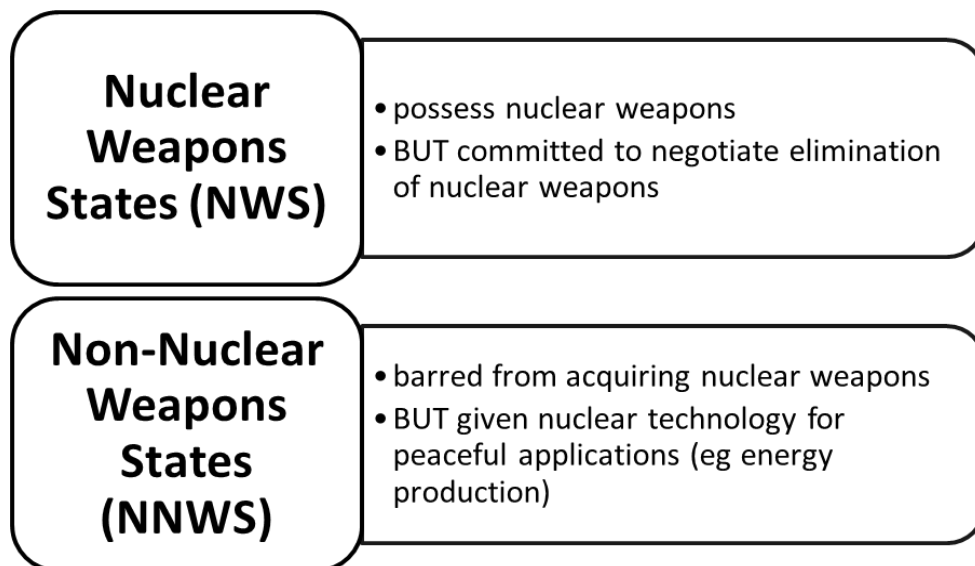 Nuclear
Weapons
States (NWS)
• possess nuclear weapons
• BUT committed to negotiate elimination
of nuclear weapons
Non-Nuclear
Weapons
States
(NNWS)
• barred from acquiring nuclear weapons
• BUT given nuclear technology for
peaceful applications (eg energy
production)